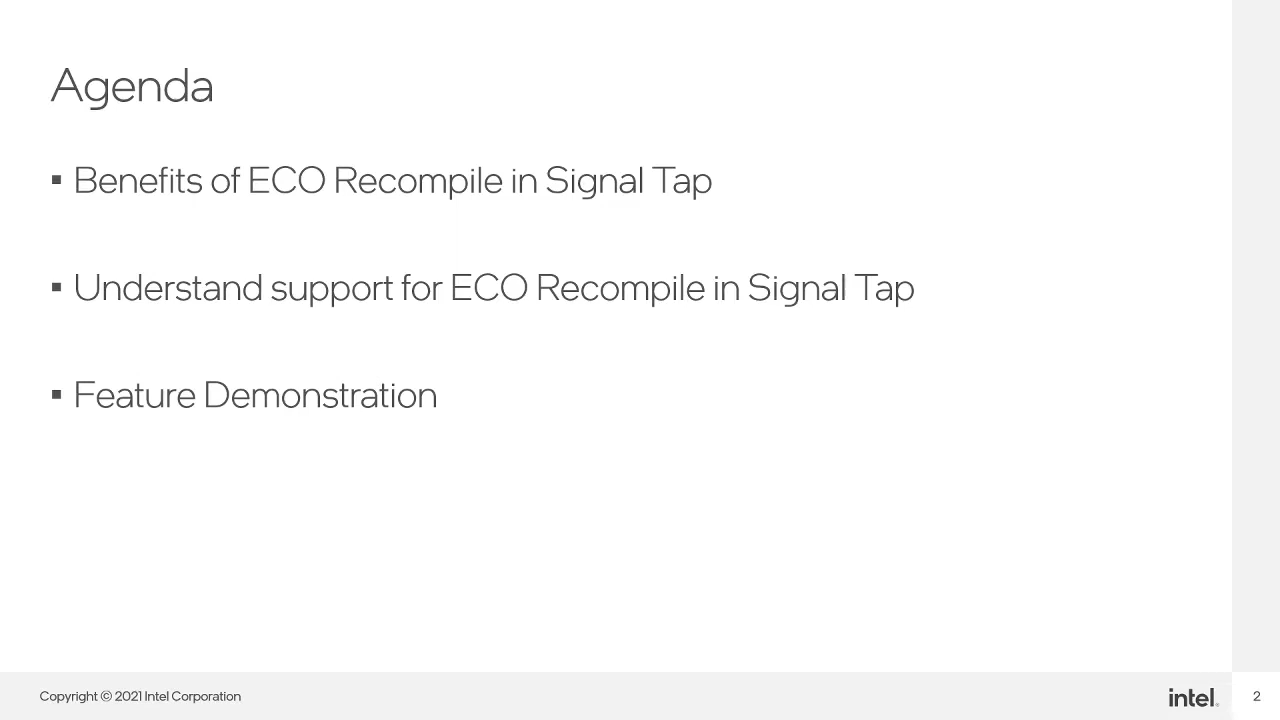 Agenda
▪ Benefits of ECO Recompile in Signal Tap
▪ Understand support for ECO Recompile in Signal Tap
▪ Feature Demonstration
Copyright © 2021 Intel Corporation
intel.
2